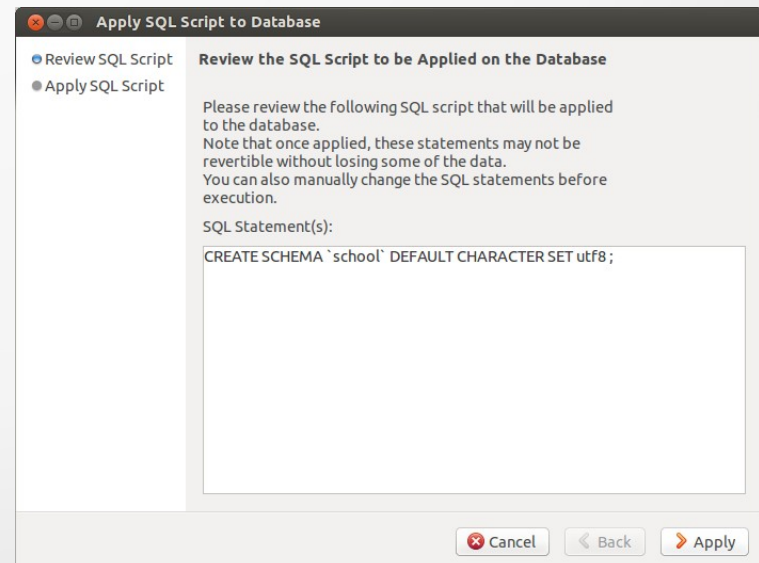 Apply SQL Script to Database
Review SQL Script
Apply SQL Script
Review the SQL Script to be Applied on the Database
Please review the following SQL script that will be applied
to the database.
Note that once applied, these statements may not be
revertible without losing some of the data.
You can also manually change the SQL statements before
execution.
SQL Statement(s):
CREATE SCHEMA `school` DEFAULT CHARACTER SET utf8 ;
Cancel
Back
Apply